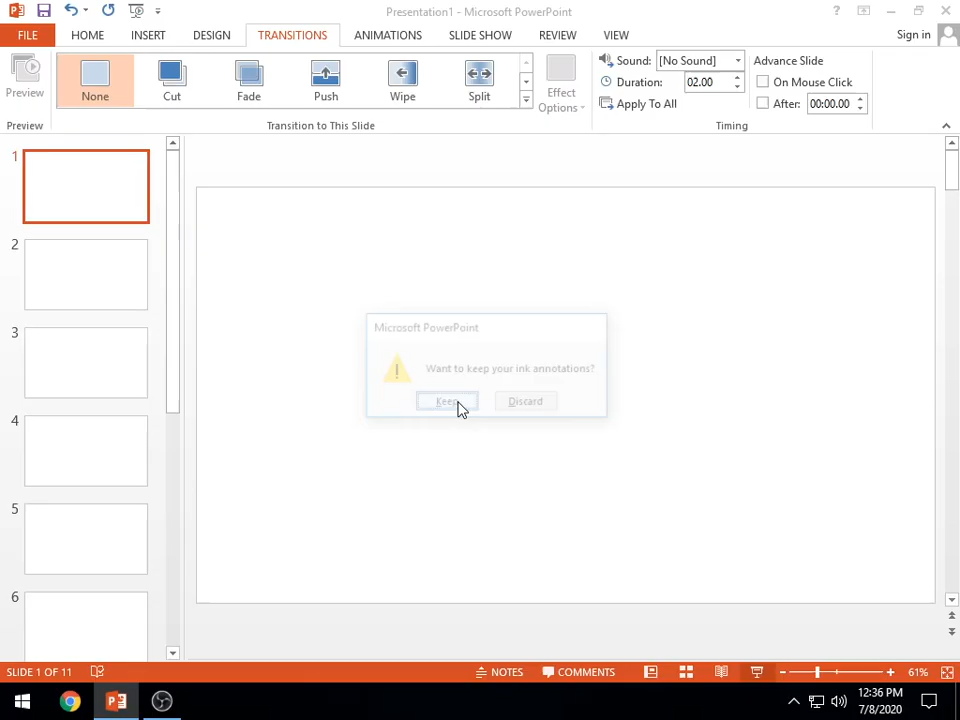 Presentation1 - Microsoft PowerPoint
FILE HOME INSERT DESIGN TRANSITIONS ANIMATIONS SLIDE SHOW REVIEW VIEW Sign in
Preview
None Cut Fade Push Wipe Split
Effect
Options
Sound: [No Sound]
Duration: 02.00
Apply To All
Advance Slide
On Mouse Click
After: 00:00.00
Preview Transition to This Slide Timing
1
2
3
4
5
6
Microsoft PowerPoint
Want to keep your ink annotations?
Keep Discard
SLIDE 1 OF 11 NOTES COMMENTS 61%
12:36 PM
7/8/2020